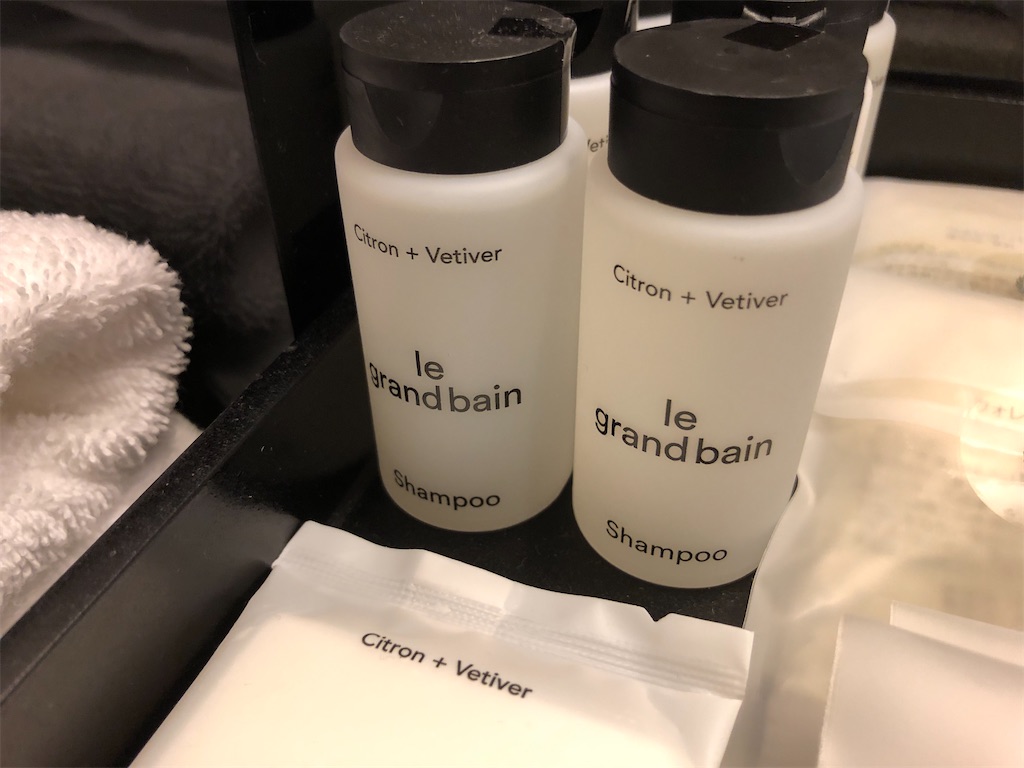 Citron + Vetiver
le
grand bain
Shampoo
Citron + Vetiver
le
grand bain
Shampoo
Citron + Vetiver